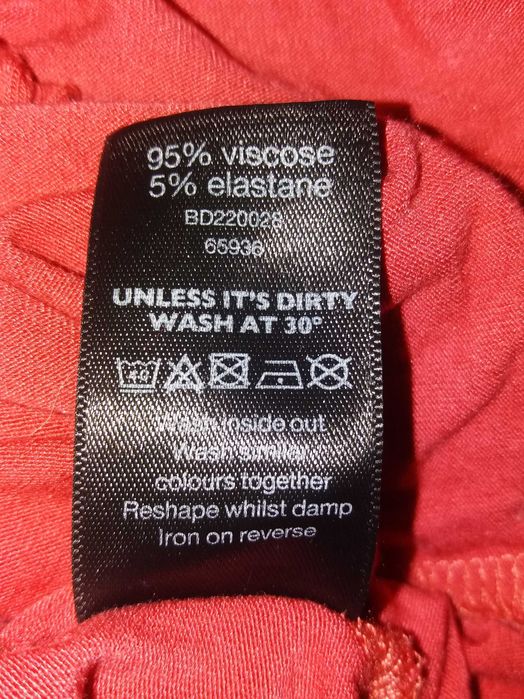 95% viscose
5% elastane
BD220028
65936
UNLESS IT'S DIRTY
WASH AT 30°
40
Wash inside out
Wash similar
colours together
Reshape whilst damp
Iron on reverse